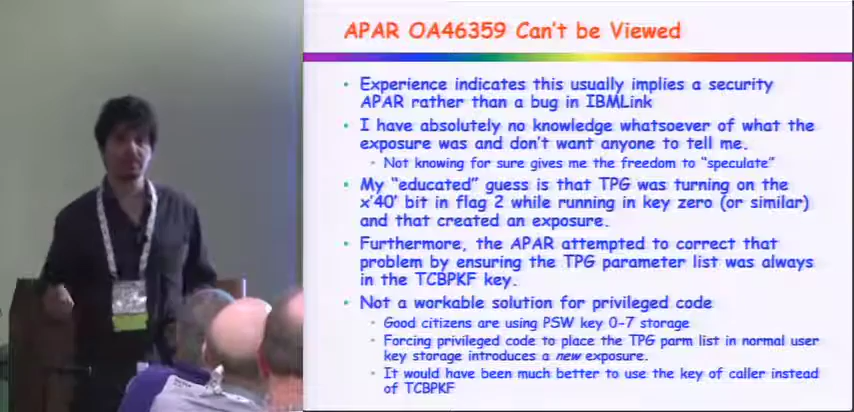 APAR OA46359 Can't be Viewed
• Experience indicates this usually implies a security
APAR rather than a bug in IBMLink
• I have absolutely no knowledge whatsoever of what the
exposure was and don't want anyone to tell me.
• Not knowing for sure gives me the freedom to "speculate"
• My "educated" guess is that TPG was turning on the
x'40' bit in flag 2 while running in key zero (or similar)
and that created an exposure.
• Furthermore, the APAR attempted to correct that
problem by ensuring the TPG parameter list was always
in the TCBPKF key.
• Not a workable solution for privileged code
• Good citizens are using PSW key 0-7 storage
• Forcing privileged code to place the TPG parm list in normal user
key storage introduces a new exposure.
• It would have been much better to use the key of caller instead
of TCBPKF